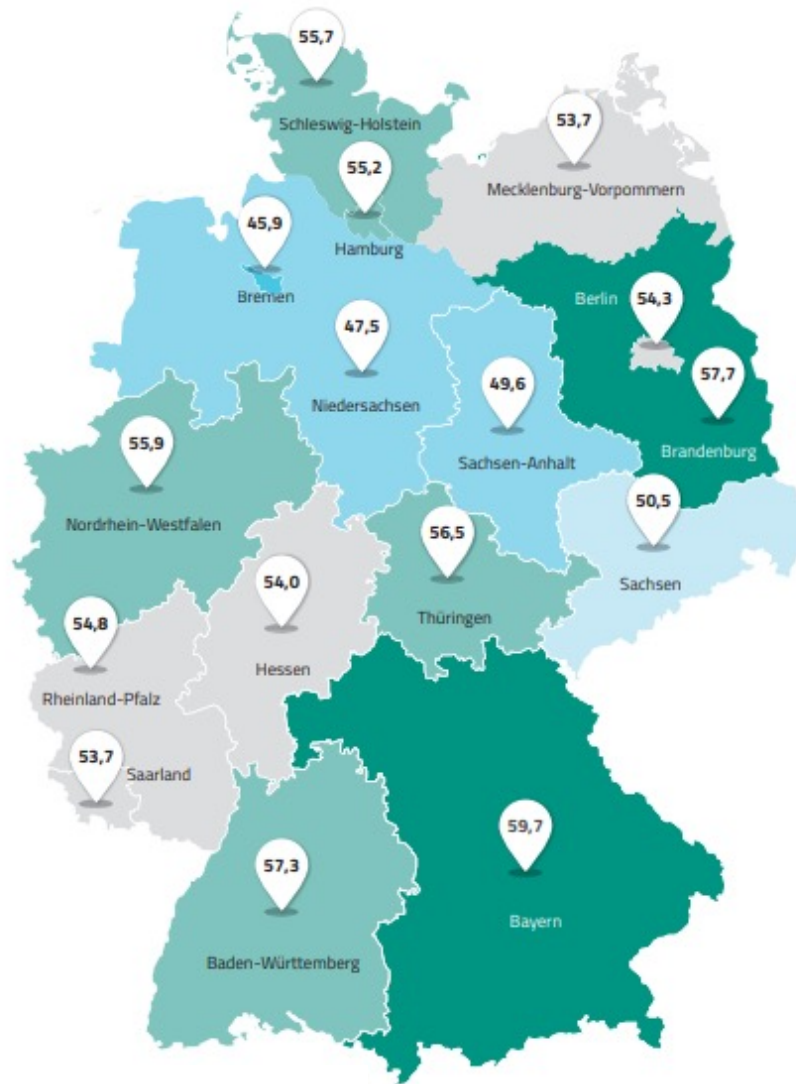 55,7
Schleswig-Holstein
53,7
Mecklenburg-Vorpommern
55,2
Hamburg
45,9
Bremen
Berlin
54,3
47,5
Niedersachsen
49,6
Sachsen-Anhalt
57,7
Brandenburg
55,9
Nordrhein-Westfalen
50,5
Sachsen
56,5
Thüringen
54,0
Hessen
54,8
Rheinland-Pfalz
53,7
Saarland
57,3
Baden-Württemberg
59,7
Bayern